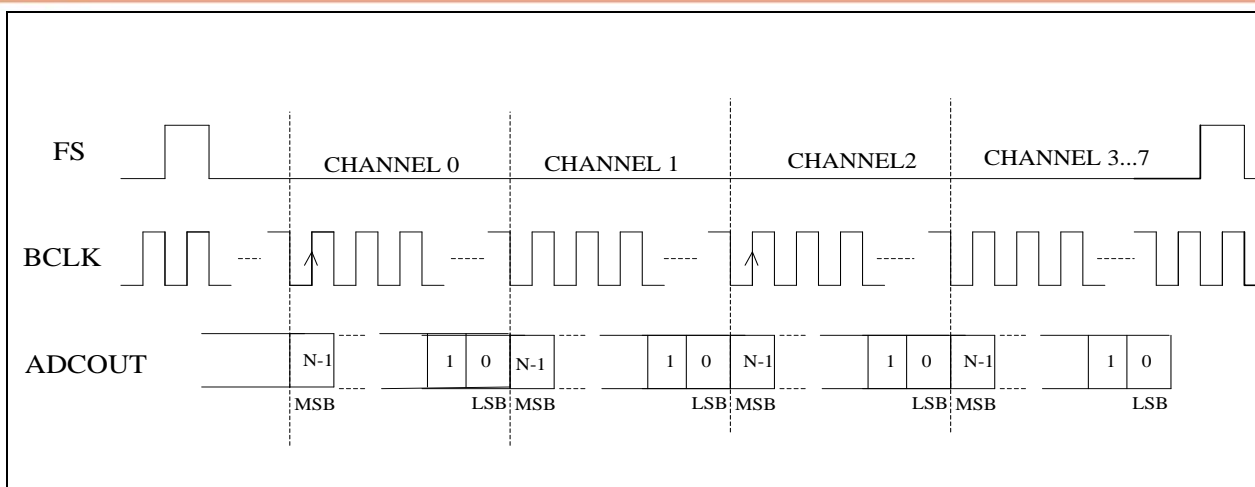 FS
CHANNEL 0
CHANNEL 1
CHANNEL2
CHANNEL 3...7
BCLK
ADCOUT
N-1
1
0
N-1
1
0
N-1
1
0
N-1
1
0
MSB
LSB
MSB
LSB
MSB
LSB
MSB
LSB